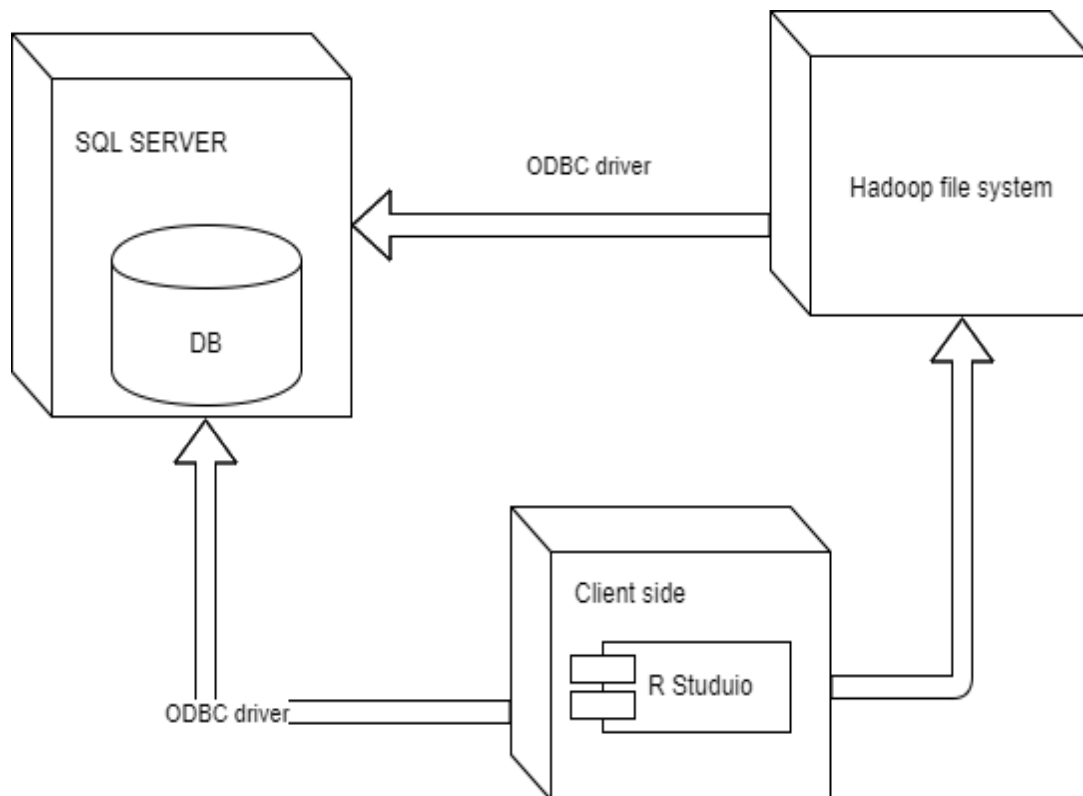 SQL SERVER
ODBC driver
Hadoop file system
DB
Client side
R Studuio
ODBC driver